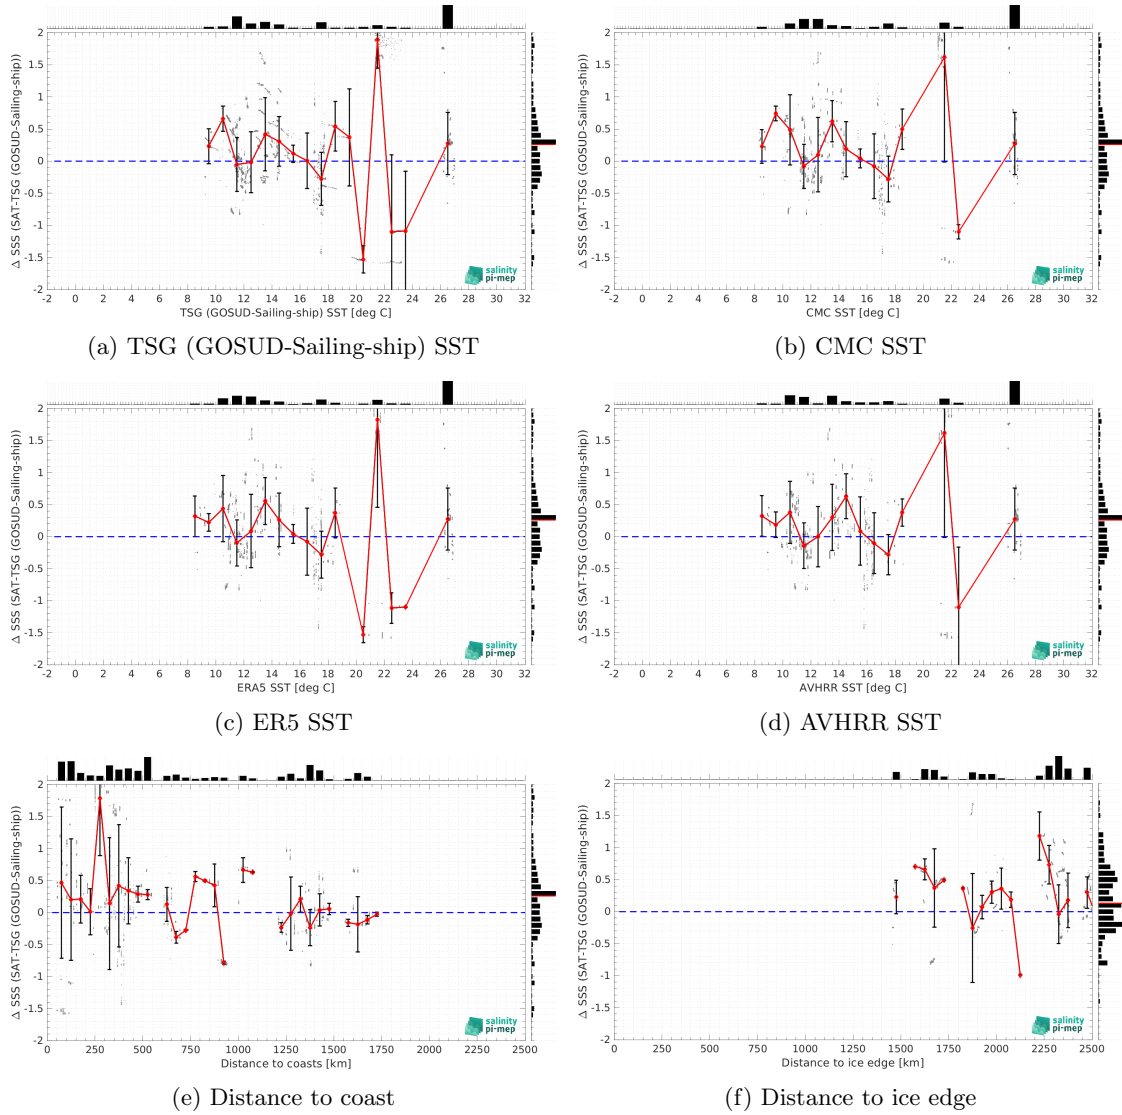 2
1.5
1
0.5
0
-0.5
-1
-1.5
-2
Δ SSS (SAT-TSG (GOSUD-Sailing-ship))
-2 0 2 4 6 8 10 12 14 16 18 20 22 24 26 28 30 32
TSG (GOSUD-Sailing-ship) SST [deg C]
salinity
pi-mep
(a) TSG (GOSUD-Sailing-ship) SST
2
1.5
1
0.5
0
-0.5
-1
-1.5
-2
Δ SSS (SAT-TSG (GOSUD-Sailing-ship))
-2 0 2 4 6 8 10 12 14 16 18 20 22 24 26 28 30 32
CMC SST [deg C]
salinity
pi-mep
(b) CMC SST
2
1.5
1
0.5
0
-0.5
-1
-1.5
-2
Δ SSS (SAT-TSG (GOSUD-Sailing-ship))
-2 0 2 4 6 8 10 12 14 16 18 20 22 24 26 28 30 32
ERA5 SST [deg C]
salinity
pi-mep
(c) ER5 SST
2
1.5
1
0.5
0
-0.5
-1
-1.5
-2
Δ SSS (SAT-TSG (GOSUD-Sailing-ship))
-2 0 2 4 6 8 10 12 14 16 18 20 22 24 26 28 30 32
AVHRR SST [deg C]
salinity
pi-mep
(d) AVHRR SST
2
1.5
1
0.5
0
-0.5
-1
-1.5
-2
Δ SSS (SAT-TSG (GOSUD-Sailing-ship))
0 250 500 750 1000 1250 1500 1750 2000 2250 2500
Distance to coasts [km]
salinity
pi-mep
(e) Distance to coast
2
1.5
1
0.5
0
-0.5
-1
-1.5
-2
Δ SSS (SAT-TSG (GOSUD-Sailing-ship))
0 250 500 750 1000 1250 1500 1750 2000 2250 2500
Distance to ice edge [km]
salinity
pi-mep
(f) Distance to ice edge